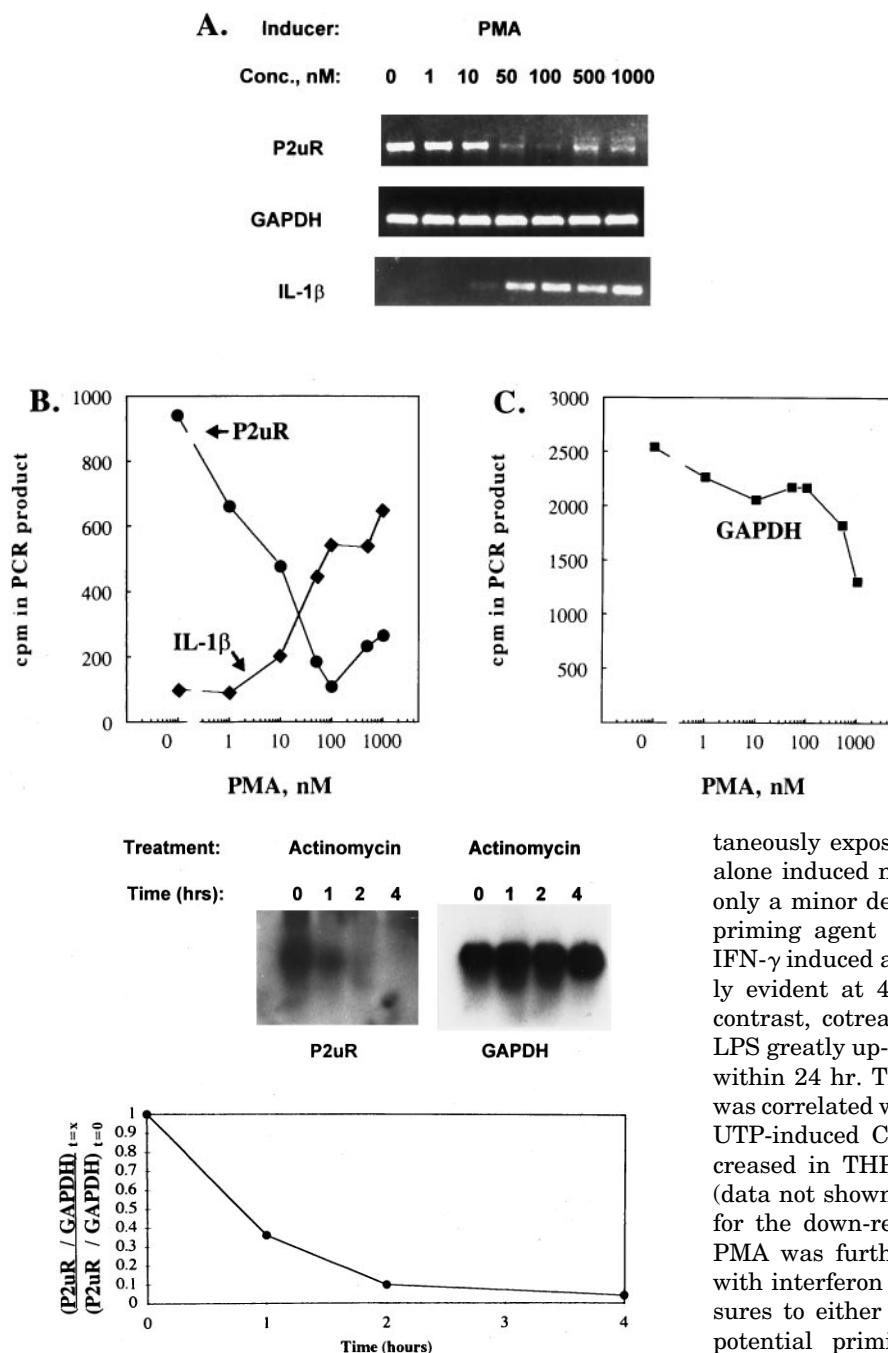 A. Inducer: PMA
Conc., nM: 0 1 10 50 100 500 1000
P2uR
GAPDH
IL-1β
B.
1000
800
600
400
200
0
cpm in PCR product
P2uR
IL-1β
0 1 10 100 1000
PMA, nM
C.
3000
2500
2000
1500
1000
500
cpm in PCR product
GAPDH
0 1 10 100 1000
PMA, nM
Treatment: Actinomycin Actinomycin
Time (hrs): 0 1 2 4 0 1 2 4
P2uR GAPDH
1
0.9
0.8
0.7
0.6
0.5
0.4
0.3
0.2
0.1
0
(P2uR / GAPDH) t=x
(P2uR / GAPDH) t=0
0 1 2 3 4
Time (hours)
taneously expos
alone induced n
only a minor de
priming agent
IFN-γ induced a
ly evident at 4
contrast, cotrea
LPS greatly up-
within 24 hr. T
was correlated w
UTP-induced C
creased in THP
(data not shown
for the down-re
PMA was furth
with interferon
sures to either
potential primi